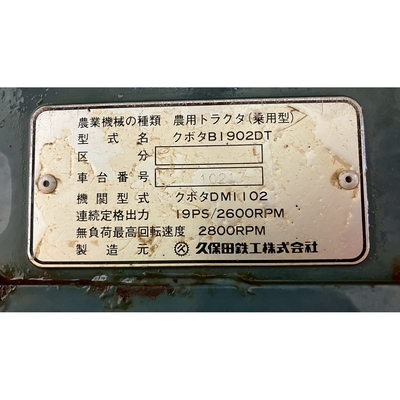 農業機械の種類 農用トラクタ(乗用型)
型式名 クボタB1902DT
区分
車台番号
機関型式 クボタDM1102
連続定格出力 19PS/2600RPM
無負荷最高回転速度 2800RPM
製造元 久保田鉄工株式会社